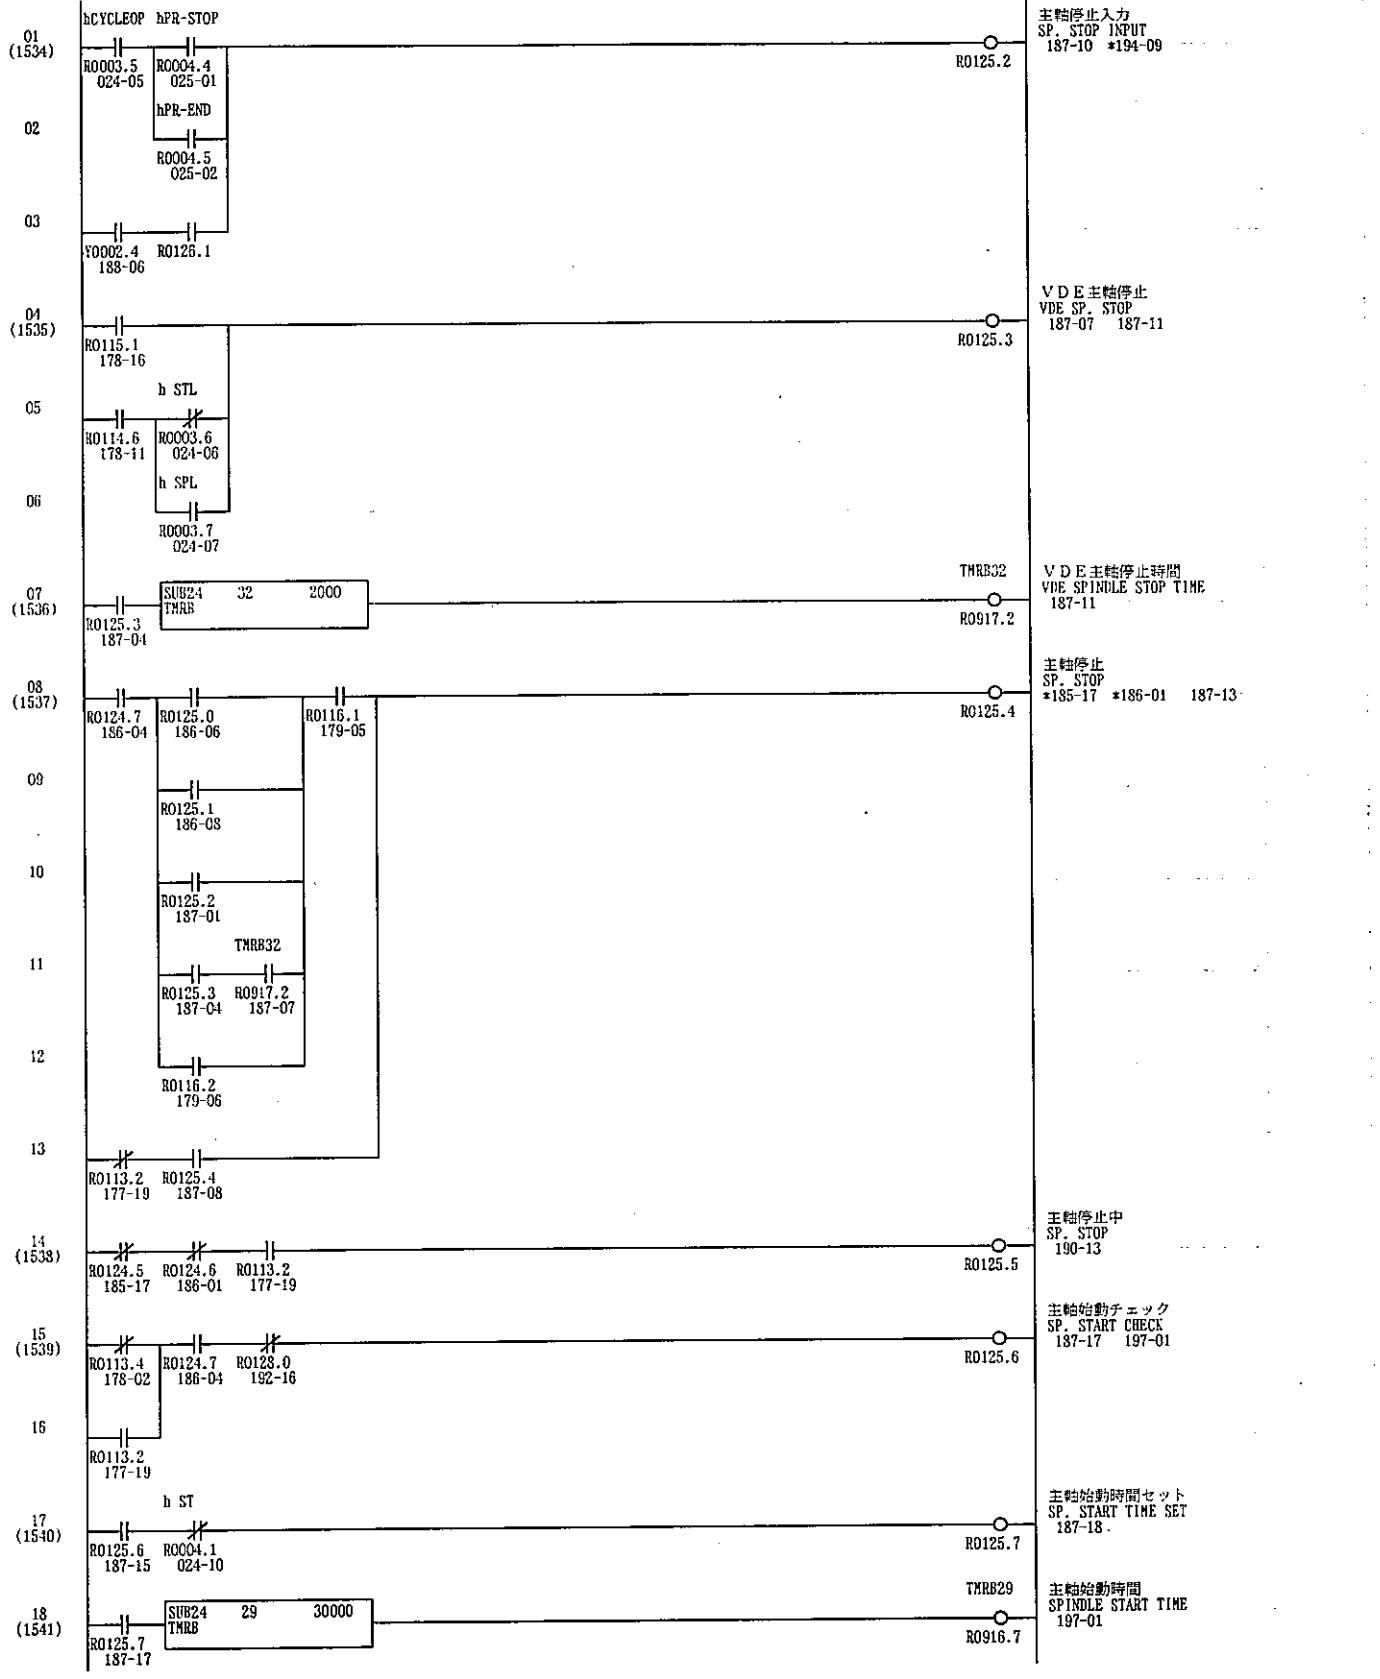 hCYCLEOP hPR-STOP
01
(1534)
R0003.5 R0004.4
024-05 025-01
R0125.2
主軸停止入力
SP. STOP INPUT
187-10 *194-09
hPR-END
02
R0004.5
025-02
03
Y0002.4 R0126.1
188-06
04
(1535)
R0115.1
178-16
R0125.3
VDE主軸停止
VDE SP. STOP
187-07 187-11
h STL
05
R0114.6 R0003.6
178-11 024-06
h SPL
06
R0003.7
024-07
07
(1536)
SUB24 32 2000
TMRB
R0125.3
187-04
TMRB32
R0917.2
VDE主軸停止時間
VDE SPINDLE STOP TIME
187-11
08
(1537)
R0124.7 R0125.0 R0116.1
186-04 186-06 179-05
R0125.4
主軸停止
SP. STOP
*185-17 *186-01 187-13
09
R0125.1
186-08
10
R0125.2
187-01
TMRB32
11
R0125.3 R0917.2
187-04 187-07
12
R0116.2
179-06
13
R0113.2 R0125.4
177-19 187-08
14
(1538)
R0124.5 R0124.6 R0113.2
185-17 186-01 177-19
R0125.5
主軸停止中
SP. STOP
190-13
15
(1539)
R0113.4 R0124.7 R0128.0
178-02 186-04 192-16
R0125.6
主軸始動チェック
SP. START CHECK
187-17 197-01
16
R0113.2
177-19
h ST
17
(1540)
R0125.6 R0004.1
187-15 024-10
R0125.7
主軸始動時間セット
SP. START TIME SET
187-18
18
(1541)
SUB24 29 30000
TMRB
R0125.7
187-17
TMRB29
R0916.7
主軸始動時間
SPINDLE START TIME
197-01